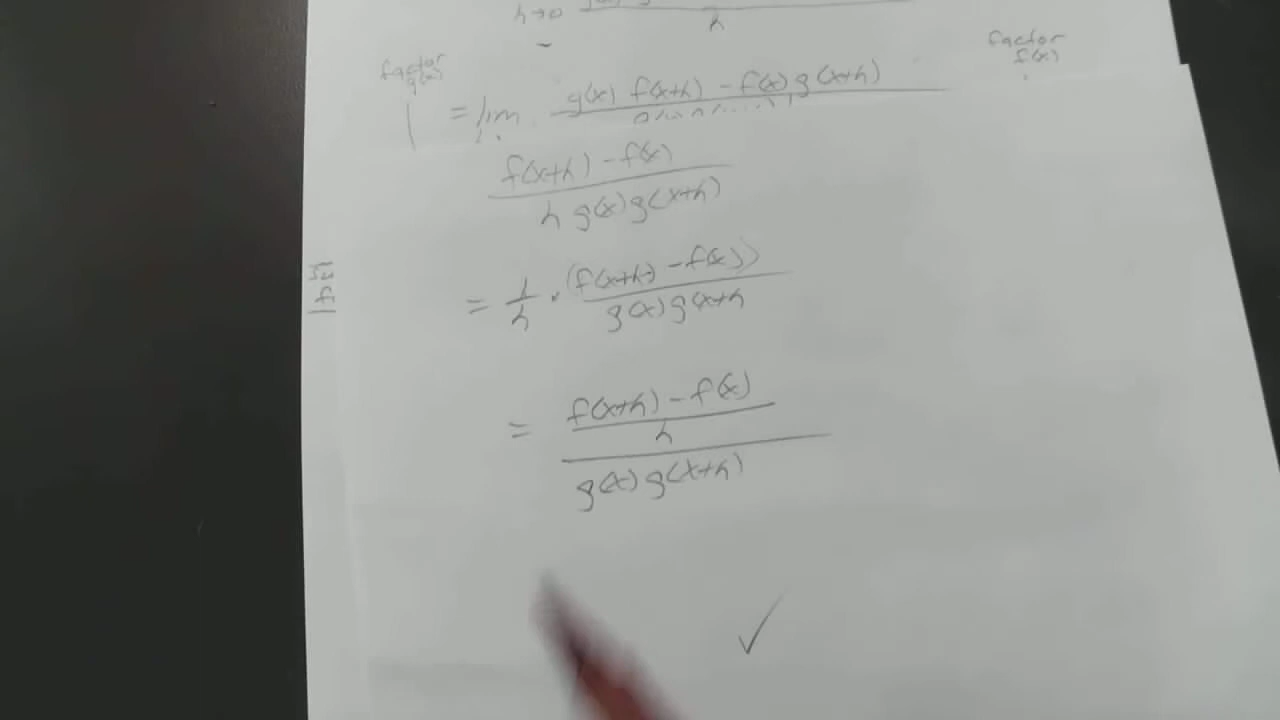 h→0
h
factor
g(x)
factor
f(x)
= lim g(x) f(x+h) - f(x) g(x+h)
f(x+h) - f(x)
h g(x) g(x+h)
= 1/h · (f(x+h) - f(x))
g(x) g(x+h
= f(x+h) - f(x)
h
g(x) g(x+h)
✓